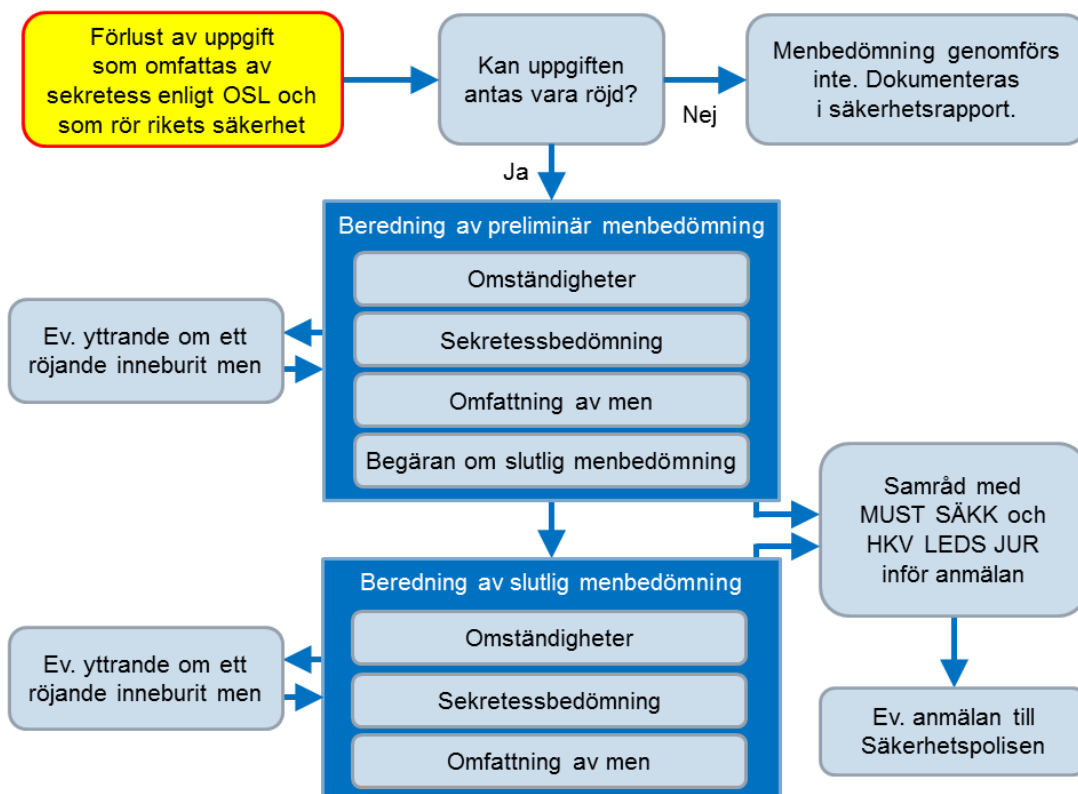 Förlust av uppgift
som omfattas av
sekretess enligt OSL och
som rör rikets säkerhet
Kan uppgiften
antas vara röjd?
Nej
Menbedömning genomförs
inte. Dokumenteras
i säkerhetsrapport.
Ja
Beredning av preliminär menbedömning
Omständigheter
Sekretessbedömning
Omfattning av men
Begäran om slutlig menbedömning
Ev. yttrande om ett
röjande inneburit men
Samråd med
MUST SÄKK och
HKV LEDS JUR
inför anmälan
Beredning av slutlig menbedömning
Omständigheter
Sekretessbedömning
Omfattning av men
Ev. yttrande om ett
röjande inneburit men
Ev. anmälan till
Säkerhetspolisen